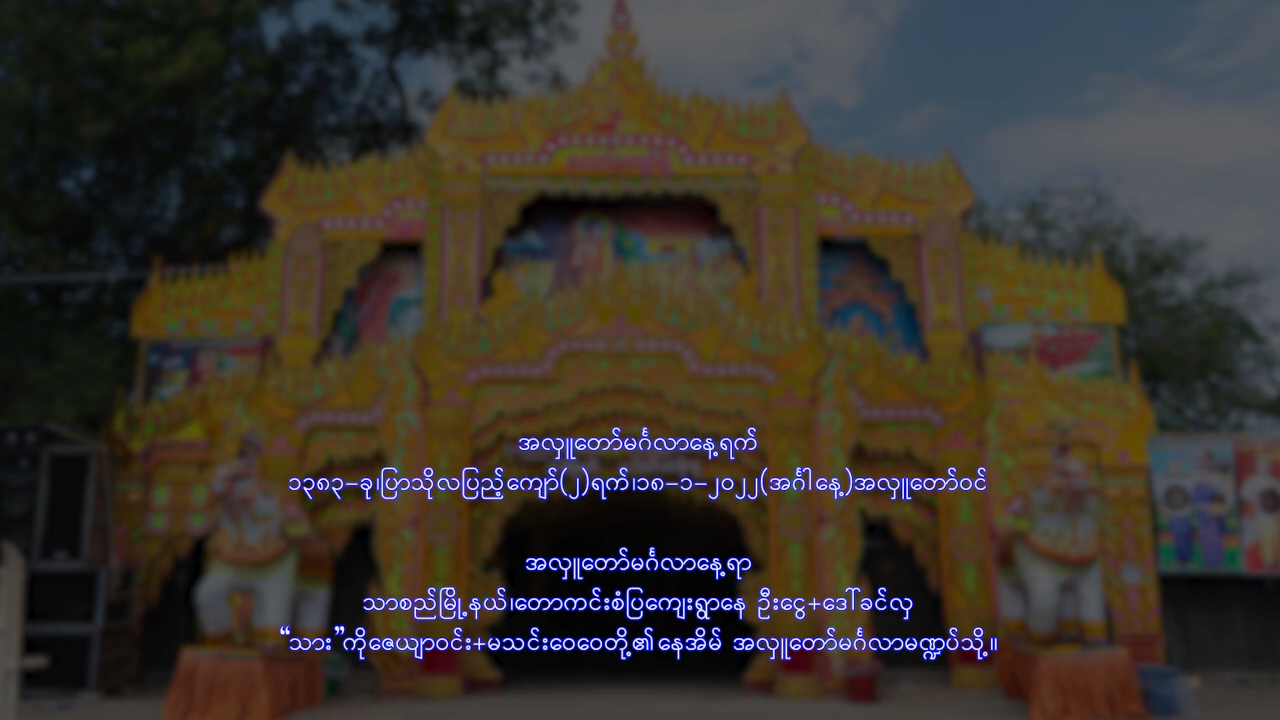 အလှူတော်မင်္ဂလာနေ့ရက်
၁၃၈၃–ခု၊ပြာသိုလပြည့်ကျော်(၂)ရက်၊၁၈–၁–၂၀၂၂(အင်္ဂါနေ့)အလှူတော်ဝင်
အလှူတော်မင်္ဂလာနေ့ရာ
သာစည်မြို့နယ်၊တောကင်းစံပြကျေးရွာနေ ဦးငွေ+ဒေါ်ခင်လှ
“သား”ကိုဇေယျာဝင်း+မသင်းဝေဝေတို့၏နေအိမ် အလှူတော်မင်္ဂလာမဏ္ဍပ်သို့။